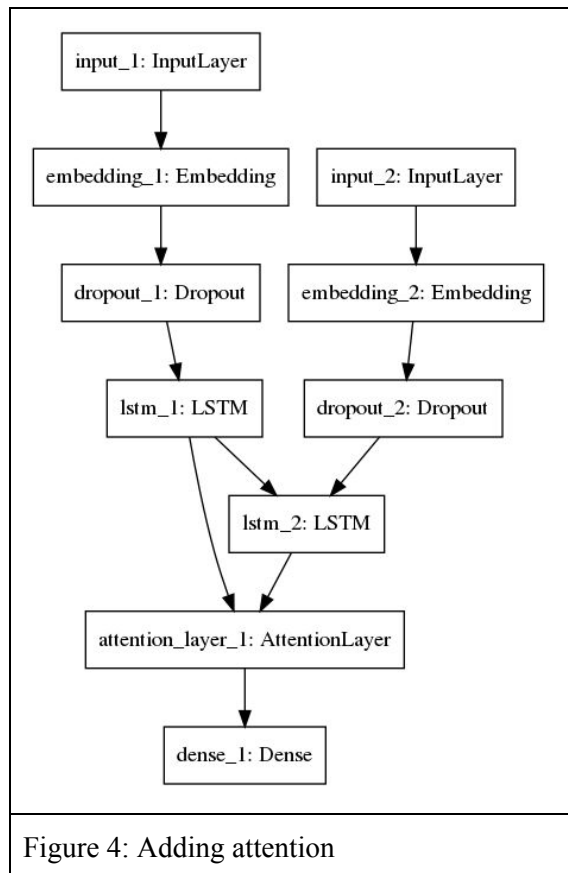 input_1: InputLayer
embedding_1: Embedding
input_2: InputLayer
dropout_1: Dropout
embedding_2: Embedding
lstm_1: LSTM
dropout_2: Dropout
lstm_2: LSTM
attention_layer_1: AttentionLayer
dense_1: Dense
Figure 4: Adding attention